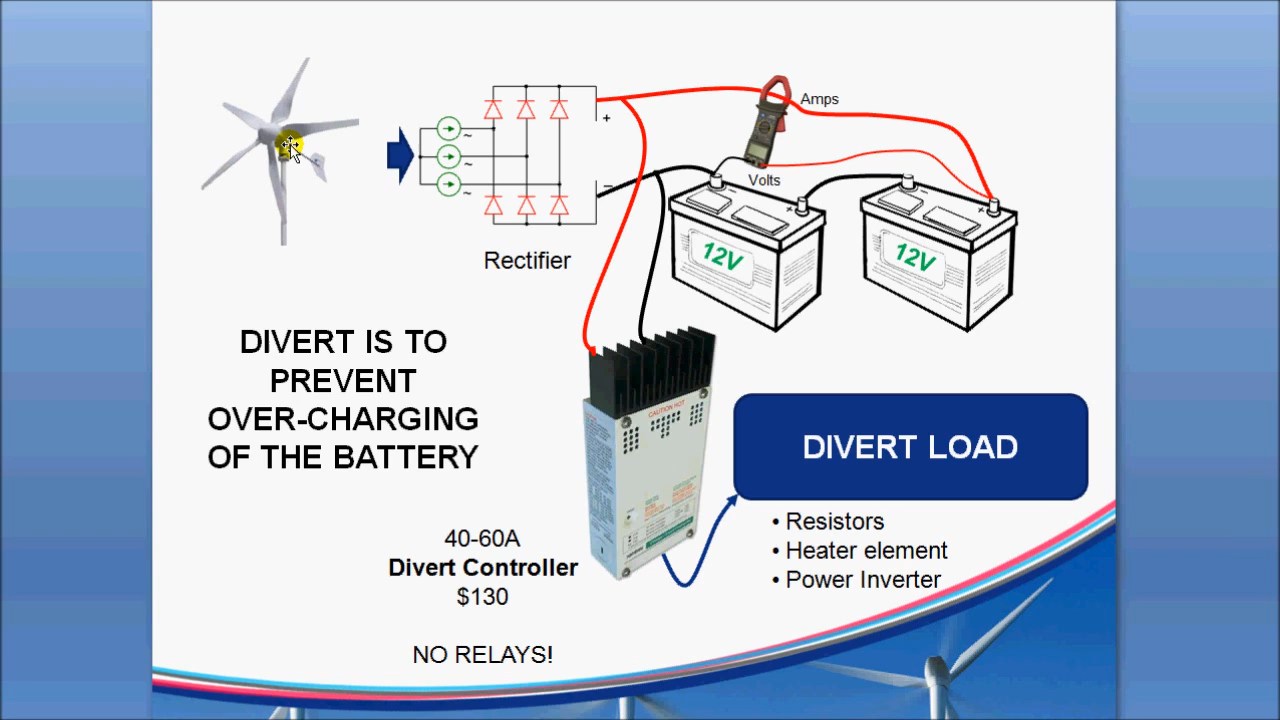 Amps
+
~
~
~
−
Volts
−
+
−
+
12V
12V
Rectifier
DIVERT IS TO
PREVENT
OVER-CHARGING
OF THE BATTERY
CAUTION HOT
DIVERT LOAD
• Resistors
• Heater element
• Power Inverter
40-60A
Divert Controller
$130
NO RELAYS!